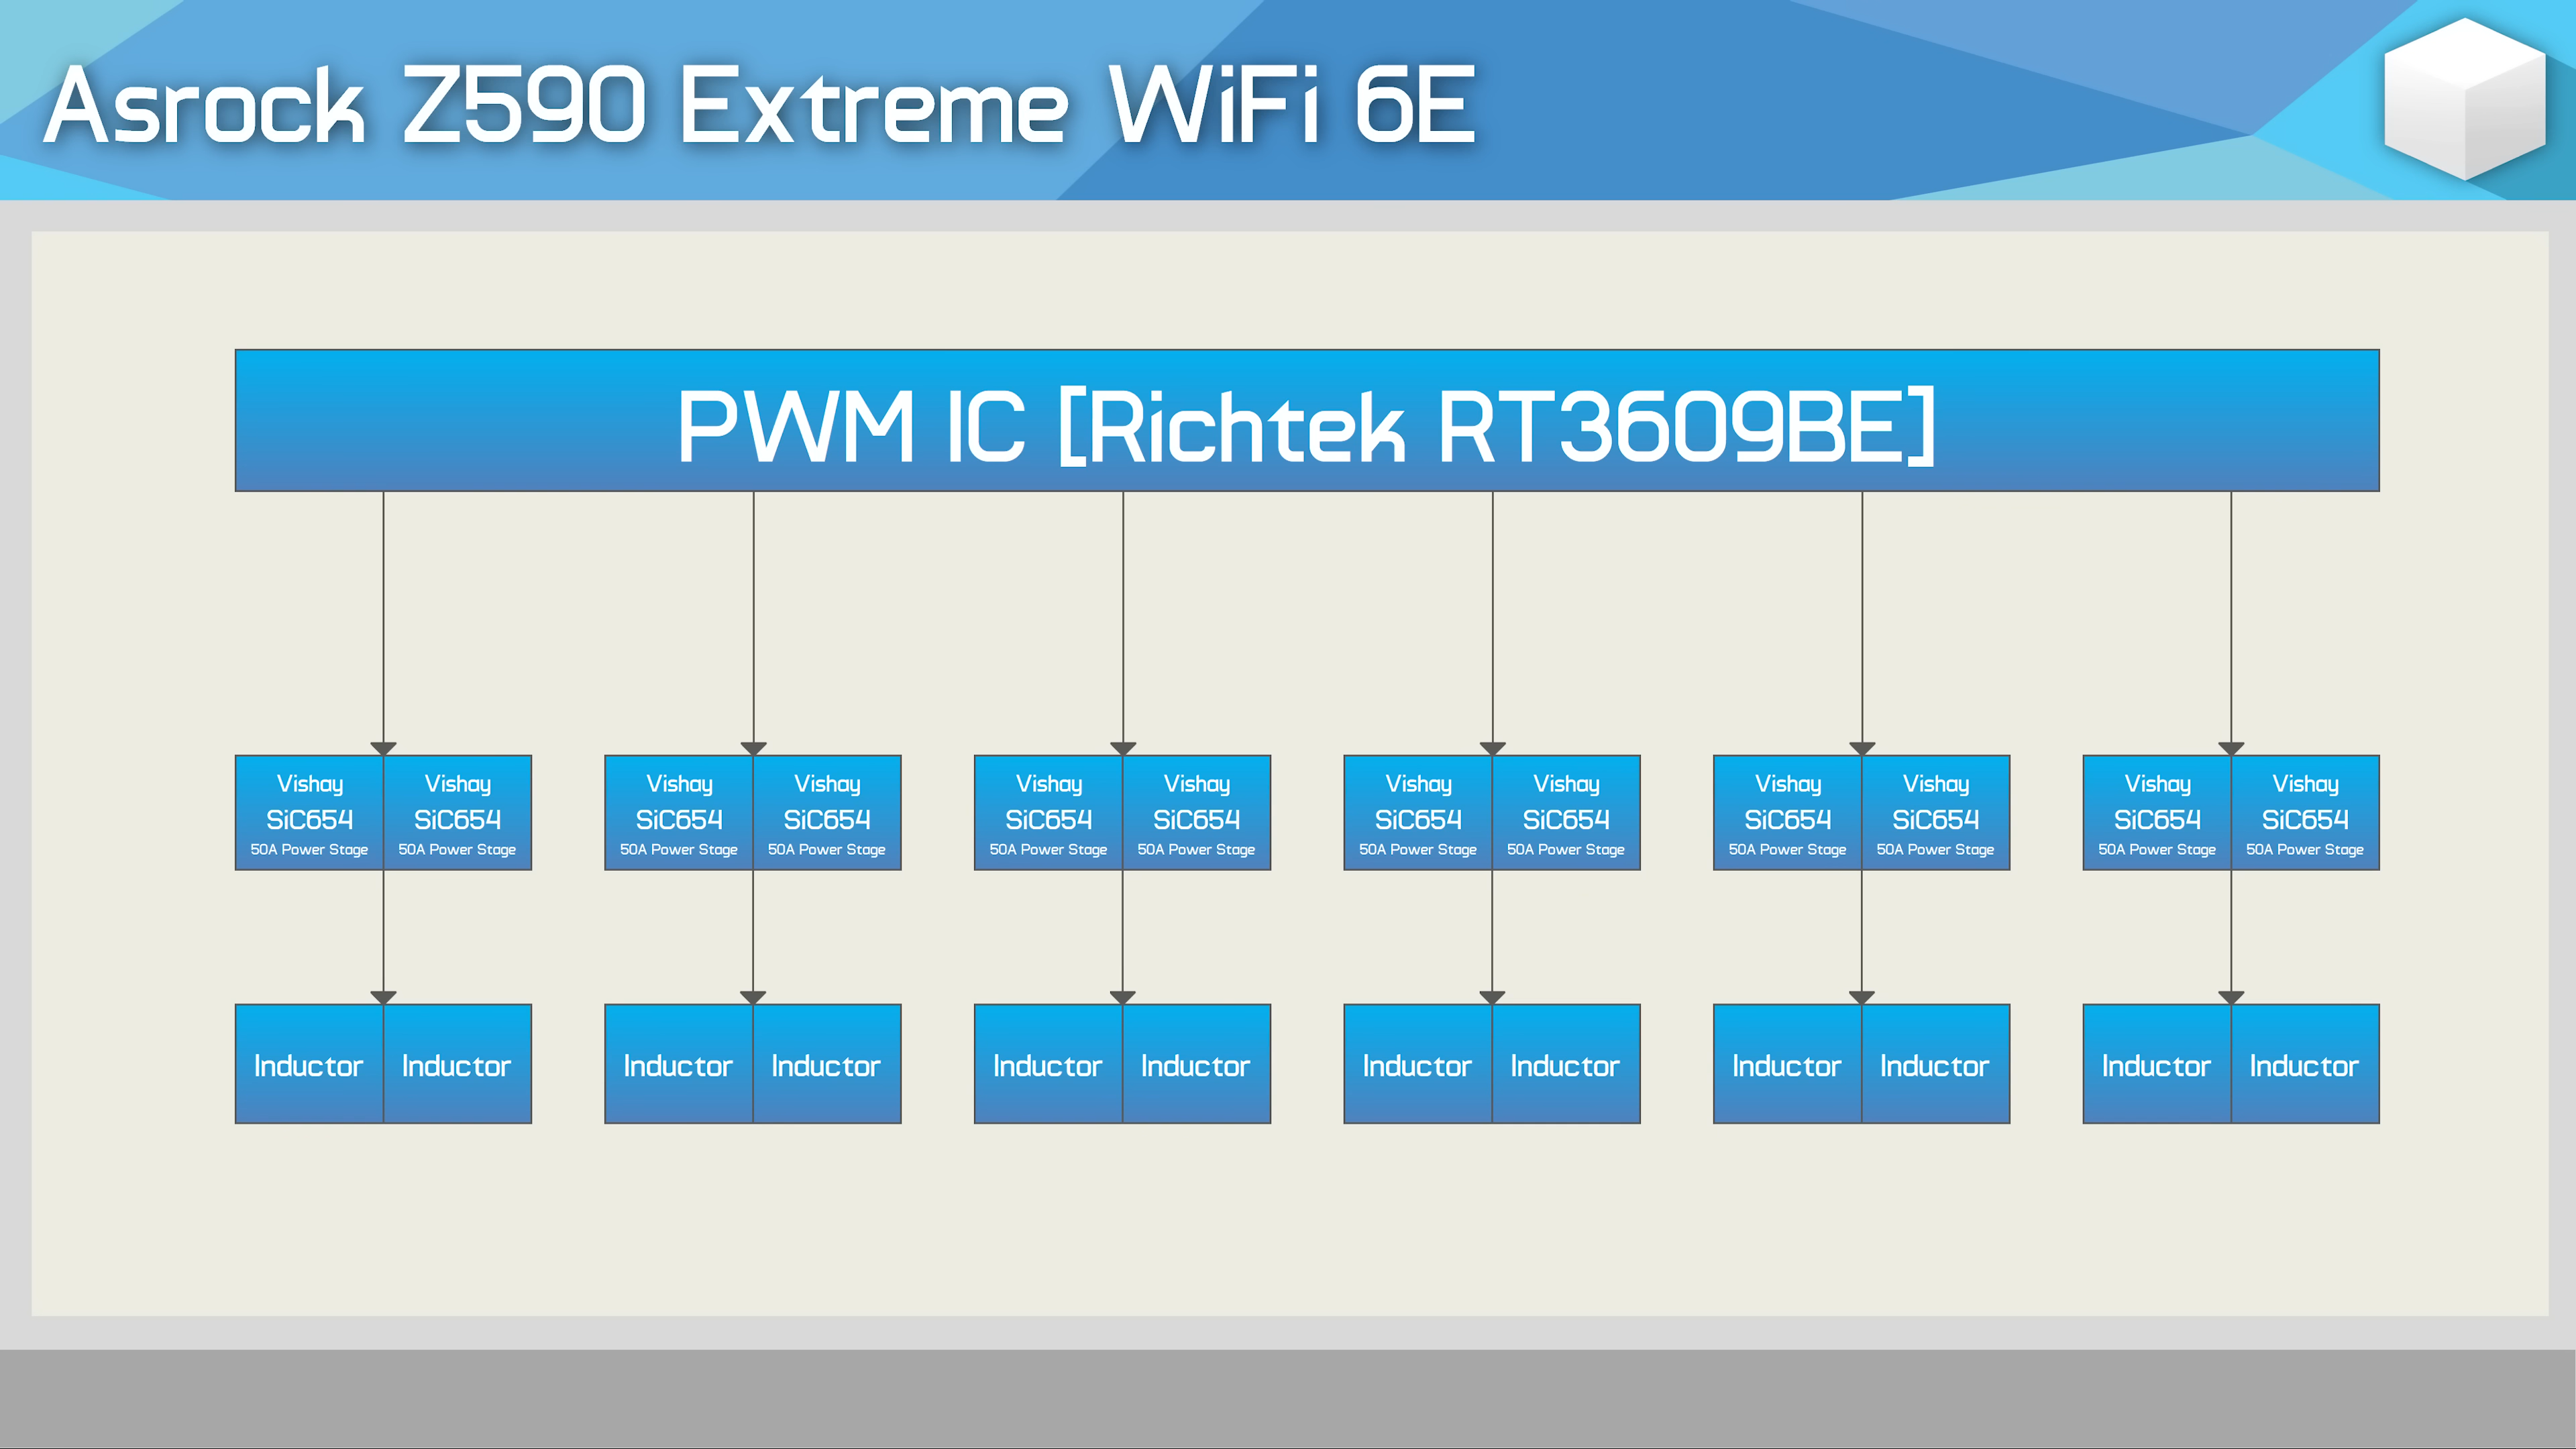 Asrock Z590 Extreme WiFi 6E
PWM IC [Richtek RT3609BE]
Vishay Vishay Vishay Vishay Vishay Vishay Vishay Vishay Vishay Vishay Vishay Vishay
SiC654 SiC654 SiC654 SiC654 SiC654 SiC654 SiC654 SiC654 SiC654 SiC654 SiC654 SiC654
50A Power Stage 50A Power Stage 50A Power Stage 50A Power Stage 50A Power Stage 50A Power Stage 50A Power Stage 50A Power Stage 50A Power Stage 50A Power Stage 50A Power Stage 50A Power Stage
Inductor Inductor Inductor Inductor Inductor Inductor Inductor Inductor Inductor Inductor Inductor Inductor